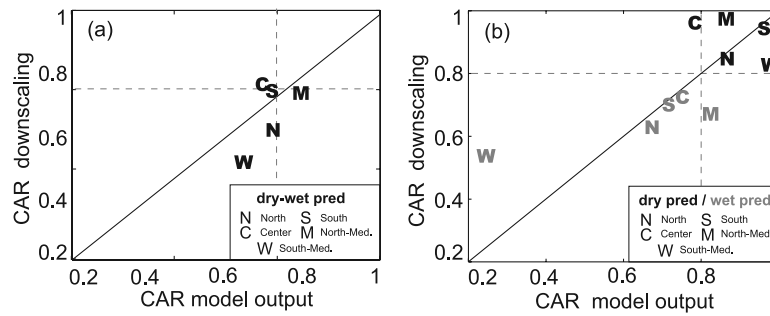 (a)
CAR downscaling
1
0.8
0.6
0.4
0.2
C
S
M
N
W
dry-wet pred
N North S South
C Center M North-Med.
W South-Med.
0.2 0.4 0.6 0.8 1
CAR model output
(b)
CAR downscaling
1
0.8
0.6
0.4
0.2
C M S
N W
C
S M
N
W
dry pred / wet pred
N North S South
C Center M North-Med.
W South-Med.
0.2 0.4 0.6 0.8
CAR model output